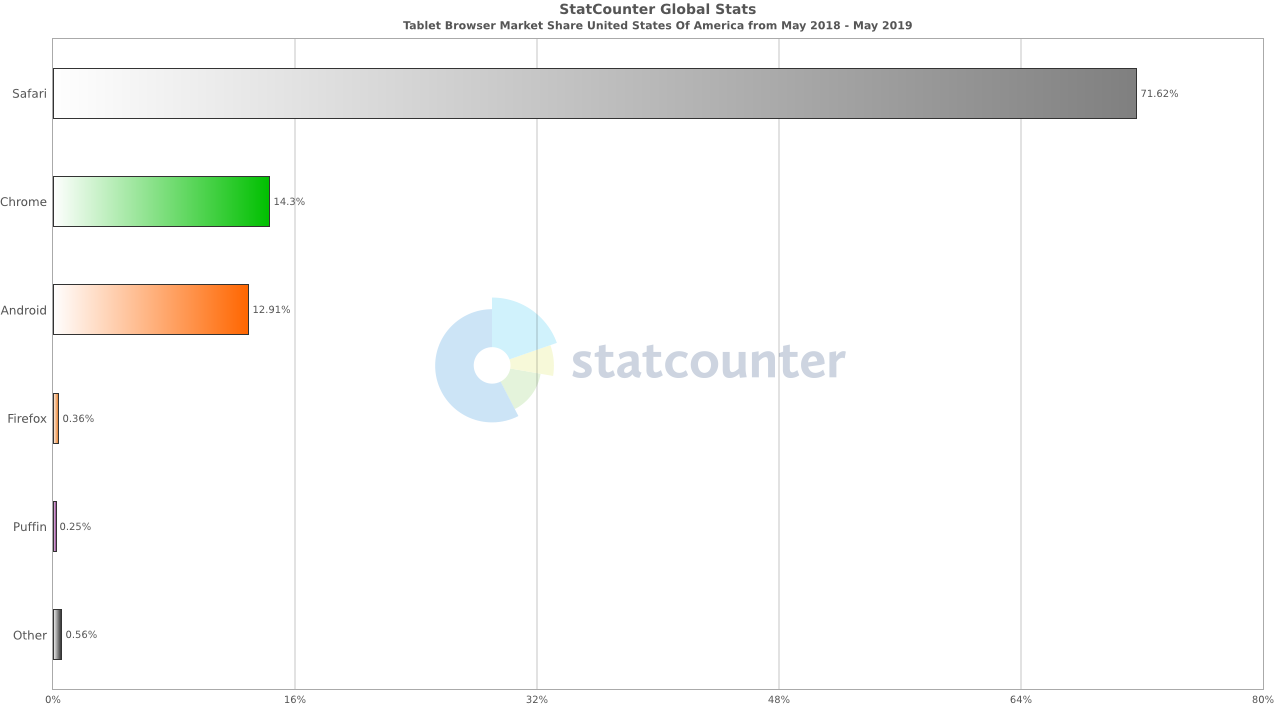 StatCounter Global Stats
Tablet Browser Market Share United States Of America from May 2018 - May 2019
Safari 71.62%
Chrome 14.3%
Android 12.91%
statcounter
Firefox 0.36%
Puffin 0.25%
Other 0.56%
0% 16% 32% 48% 64% 80%